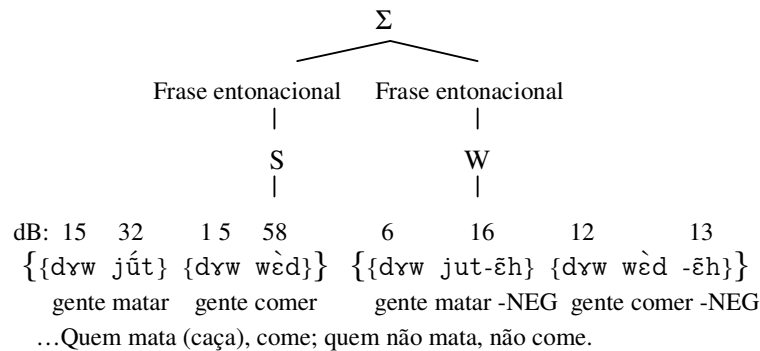 Σ
Frase entonacional Frase entonacional
S W
dB: 15 32 1 5 58 6 16 12 13
{{dɤw jṹt} {dɤw wɛ̀d}} {{dɤw jut-ɛ̃h} {dɤw wɛ̀d -ɛ̃h}}
gente matar gente comer gente matar -NEG gente comer -NEG
…Quem mata (caça), come; quem não mata, não come.